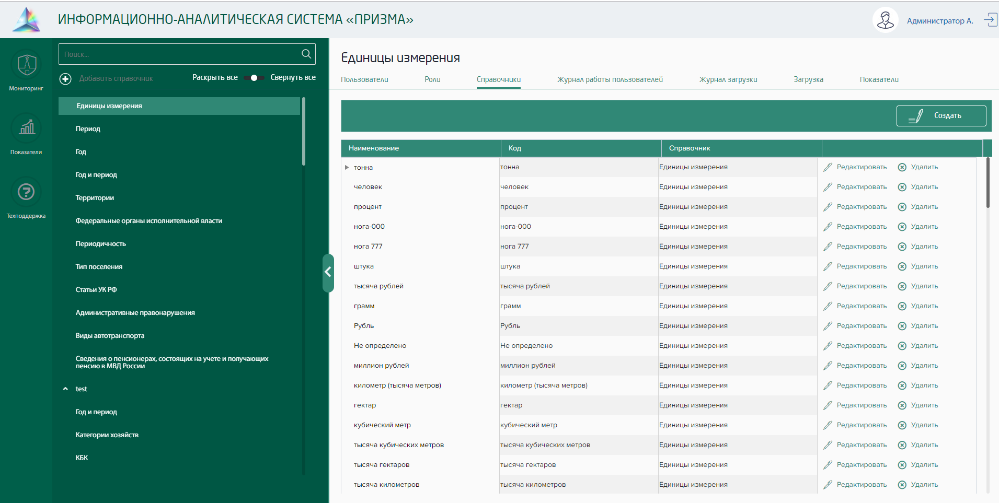 ИНФОРМАЦИОННО-АНАЛИТИЧЕСКАЯ СИСТЕМА «ПРИЗМА»
Администратор А.
Мониторинг
Показатели
Техподдержка
Поиск...
Добавить справочник Раскрыть все Свернуть все
Единицы измерения
Период
Год
Год и период
Территории
Федеральные органы исполнительной власти
Периодичность
Тип поселения
Статьи УК РФ
Административные правонарушения
Виды автотранспорта
Сведения о пенсионерах, состоящих на учете и получающих
пенсию в МВД России
test
Год и период
Категории хозяйств
КБК
Единицы измерения
Пользователи Роли Справочники Журнал работы пользователей Журнал загрузки Загрузка Показатели
Создать
Наименование Код Справочник
тонна тонна Единицы измерения Редактировать Удалить
человек человек Единицы измерения Редактировать Удалить
процент процент Единицы измерения Редактировать Удалить
нога-000 нога-000 Единицы измерения Редактировать Удалить
нога 777 нога 777 Единицы измерения Редактировать Удалить
штука штука Единицы измерения Редактировать Удалить
тысяча рублей тысяча рублей Единицы измерения Редактировать Удалить
грамм грамм Единицы измерения Редактировать Удалить
Рубль Рубль Единицы измерения Редактировать Удалить
Не определено Не определено Единицы измерения Редактировать Удалить
миллион рублей миллион рублей Единицы измерения Редактировать Удалить
километр (тысяча метров) километр (тысяча метров) Единицы измерения Редактировать Удалить
гектар гектар Единицы измерения Редактировать Удалить
кубический метр кубический метр Единицы измерения Редактировать Удалить
тысяча кубических метров тысяча кубических метров Единицы измерения Редактировать Удалить
тысяча гектаров тысяча гектаров Единицы измерения Редактировать Удалить
тысяча километров тысяча километров Единицы измерения Редактировать Удалить